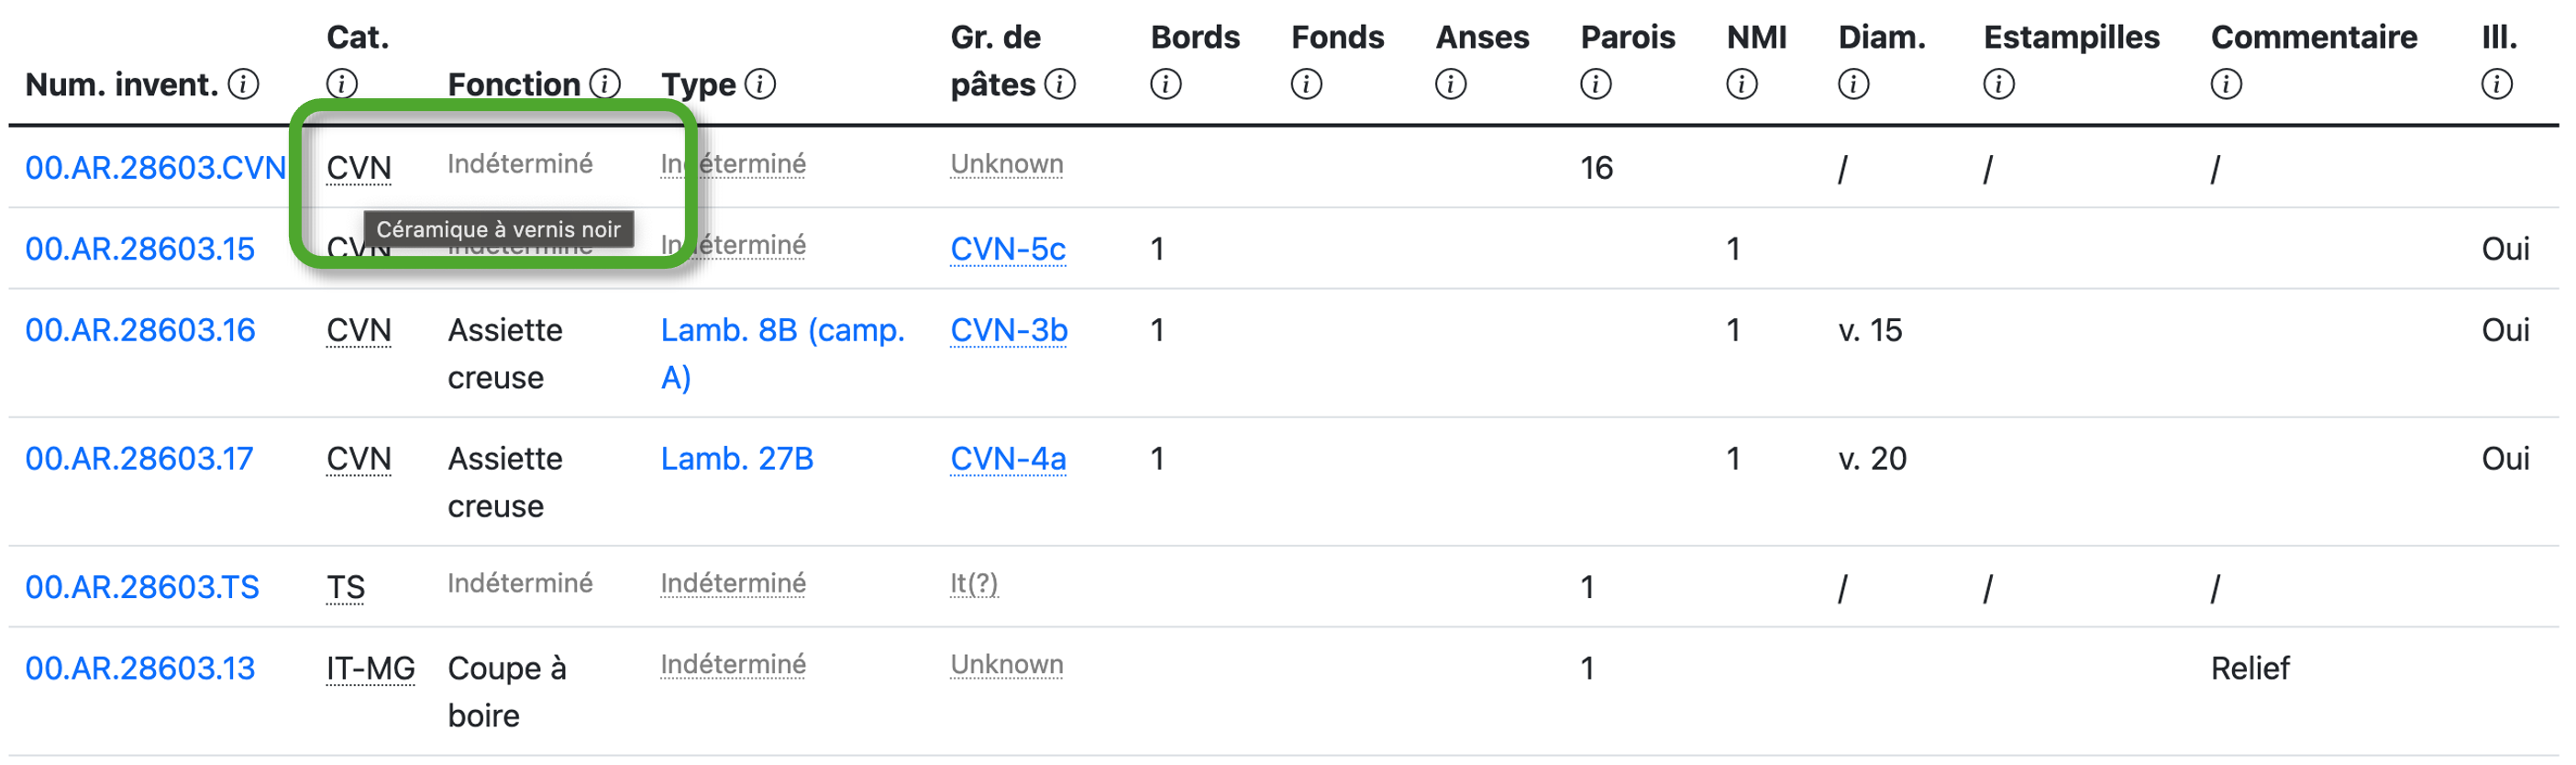 Num. invent. Cat. Fonction Type Gr. de pâtes Bords Fonds Anses Parois NMI Diam. Estampilles Commentaire Ill.
00.AR.28603.CVN CVN Indéterminé Indéterminé Unknown 16 / / /
Céramique à vernis noir
00.AR.28603.15 CVN Indéterminé Indéterminé CVN-5c 1 1 Oui
00.AR.28603.16 CVN Assiette creuse Lamb. 8B (camp. A) CVN-3b 1 1 v. 15 Oui
00.AR.28603.17 CVN Assiette creuse Lamb. 27B CVN-4a 1 1 v. 20 Oui
00.AR.28603.TS TS Indéterminé Indéterminé It(?) 1 / / /
00.AR.28603.13 IT-MG Coupe à boire Indéterminé Unknown 1 Relief